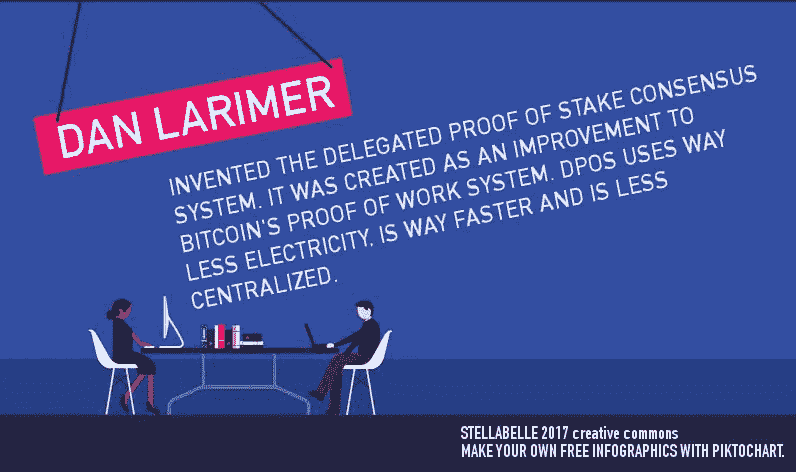 DAN LARIMER
INVENTED THE DELEGATED PROOF OF STAKE CONSENSUS
SYSTEM. IT WAS CREATED AS AN IMPROVEMENT TO
BITCOIN'S PROOF OF WORK SYSTEM. DPOS USES WAY
LESS ELECTRICITY, IS WAY FASTER AND IS LESS
CENTRALIZED.
STELLABELLE 2017 creative commons
MAKE YOUR OWN FREE INFOGRAPHICS WITH PIKTOCHART.